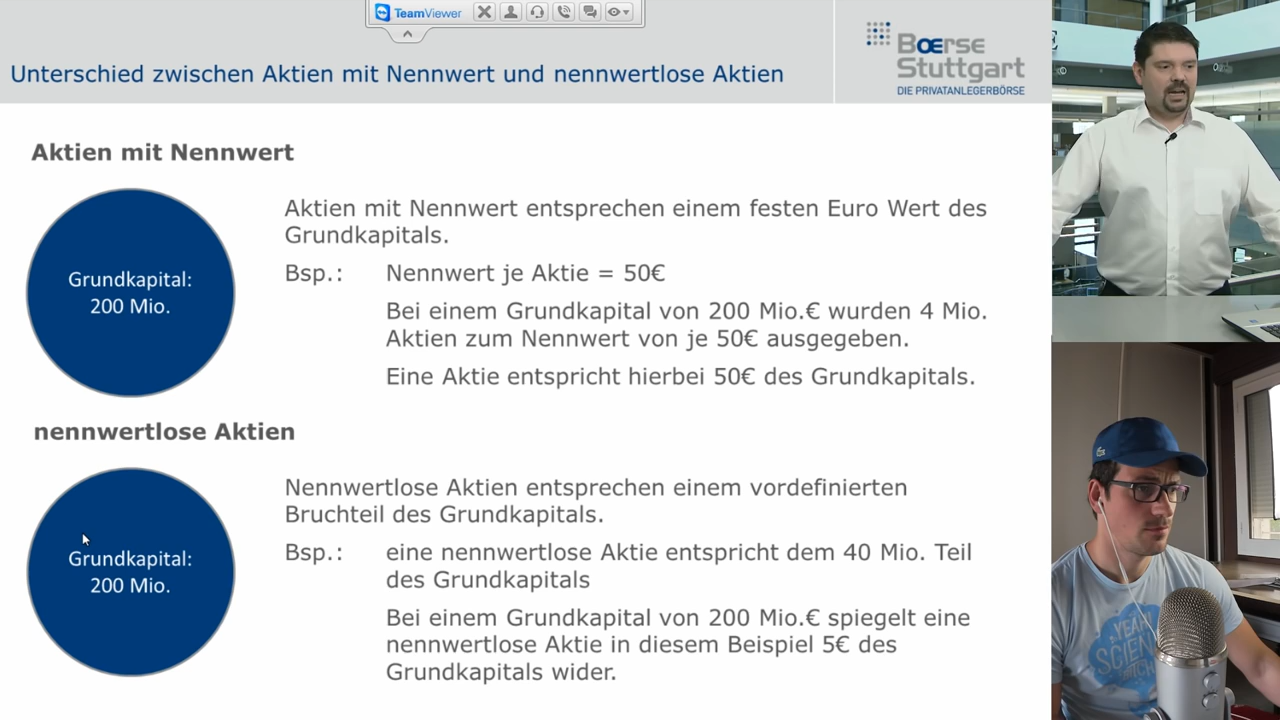 TeamViewer
Unterschied zwischen Aktien mit Nennwert und nennwertlose Aktien
Boerse
Stuttgart
DIE PRIVATANLEGERBÖRSE
Aktien mit Nennwert
Grundkapital:
200 Mio.
Aktien mit Nennwert entsprechen einem festen Euro Wert des
Grundkapitals.
Bsp.: Nennwert je Aktie = 50€
Bei einem Grundkapital von 200 Mio.€ wurden 4 Mio.
Aktien zum Nennwert von je 50€ ausgegeben.
Eine Aktie entspricht hierbei 50€ des Grundkapitals.
nennwertlose Aktien
Grundkapital:
200 Mio.
Nennwertlose Aktien entsprechen einem vordefinierten
Bruchteil des Grundkapitals.
Bsp.: eine nennwertlose Aktie entspricht dem 40 Mio. Teil
des Grundkapitals
Bei einem Grundkapital von 200 Mio.€ spiegelt eine
nennwertlose Aktie in diesem Beispiel 5€ des
Grundkapitals wider.
YEAH
SCIENCE